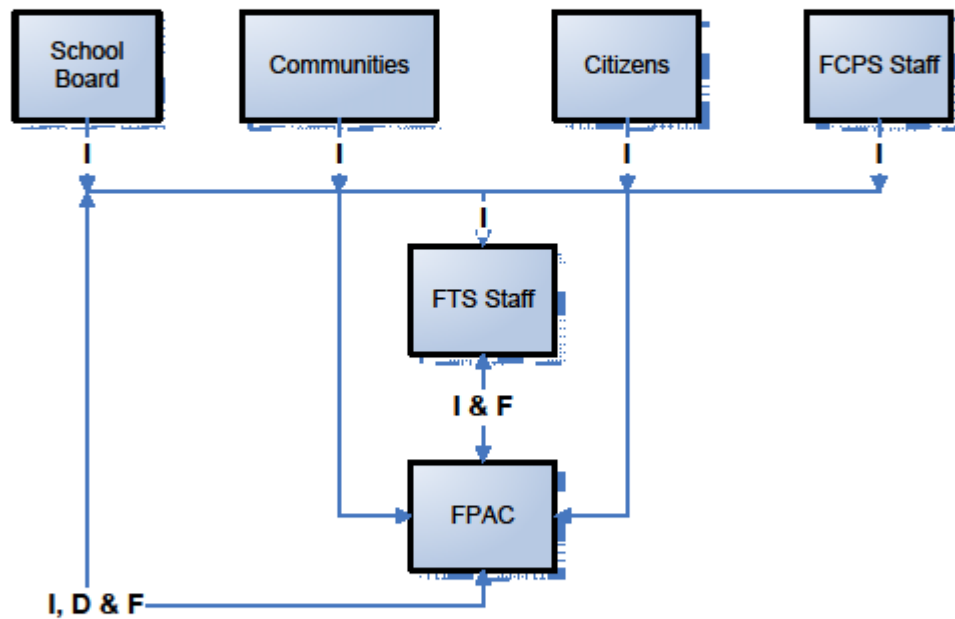 School
Board
Communities
Citizens
FCPS Staff
I
I
I
I
I
FTS Staff
I & F
FPAC
I, D & F